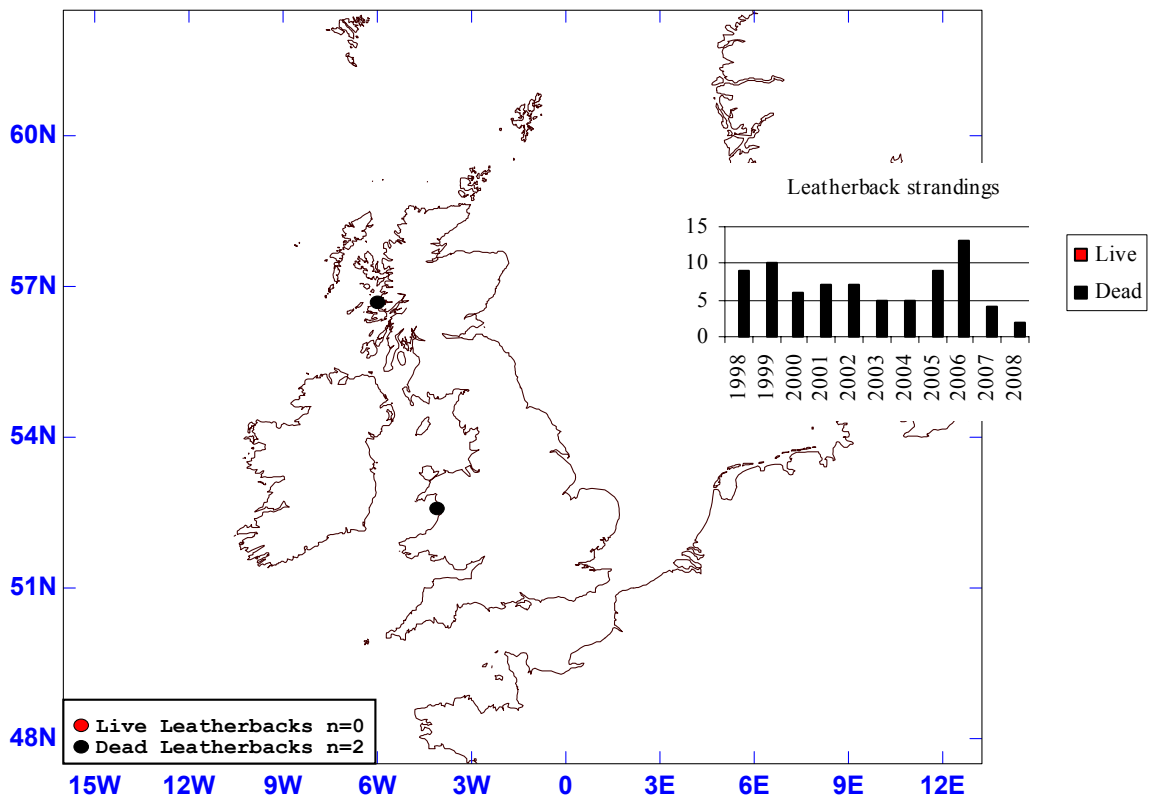 60N
57N
54N
51N
48N
Leatherback strandings
15
10
5
0
1998
1999
2000
2001
2002
2003
2004
2005
2006
2007
2008
Live
Dead
Live Leatherbacks n=0
Dead Leatherbacks n=2
15W 12W 9W 6W 3W 0 3E 6E 9E 12E